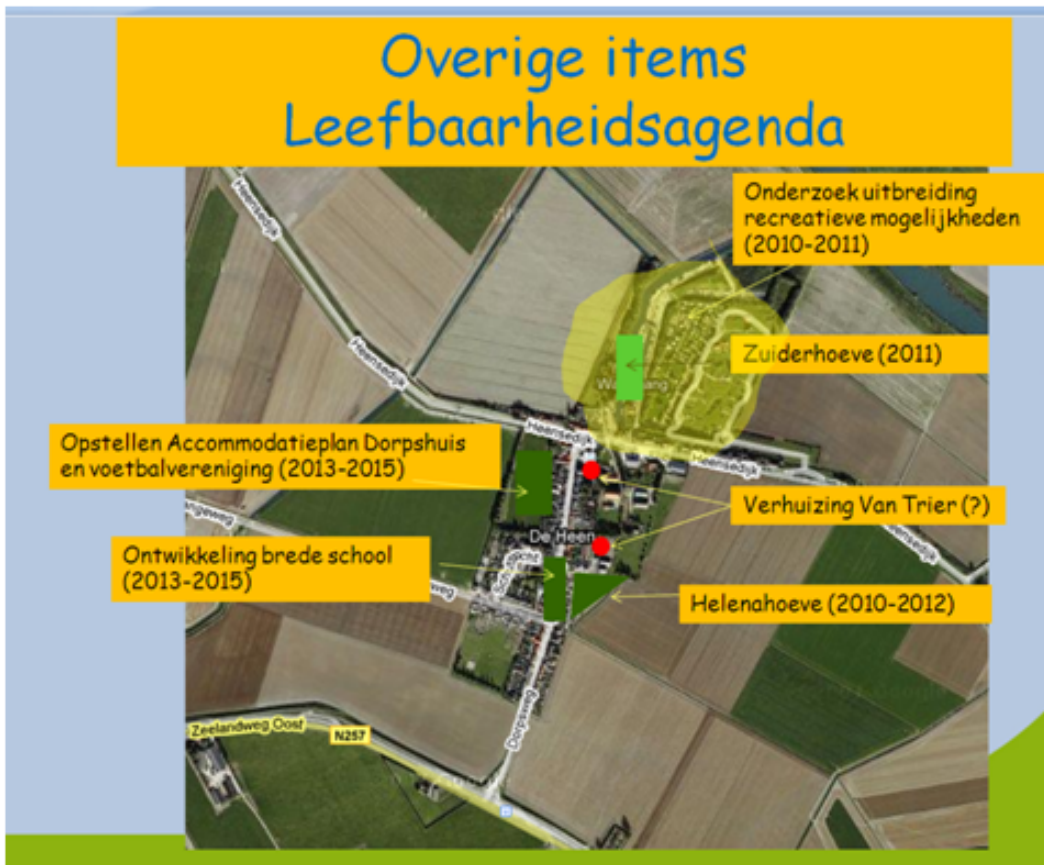 Overige items
Leefbaarheidsagenda
Onderzoek uitbreiding
recreatieve mogelijkheden
(2010-2011)
Heensedijk
Heensedijk
Zuiderhoeve (2011)
Heensedijk
Heensedijk
Heensedijk
Opstellen Accommodatieplan Dorpshuis
en voetbalvereniging (2013-2015)
Verhuizing Van Trier (?)
De Heen
Ontwikkeling brede school
(2013-2015)
Helenahoeve (2010-2012)
Dorpsweg
Zeelandweg Oost
N257